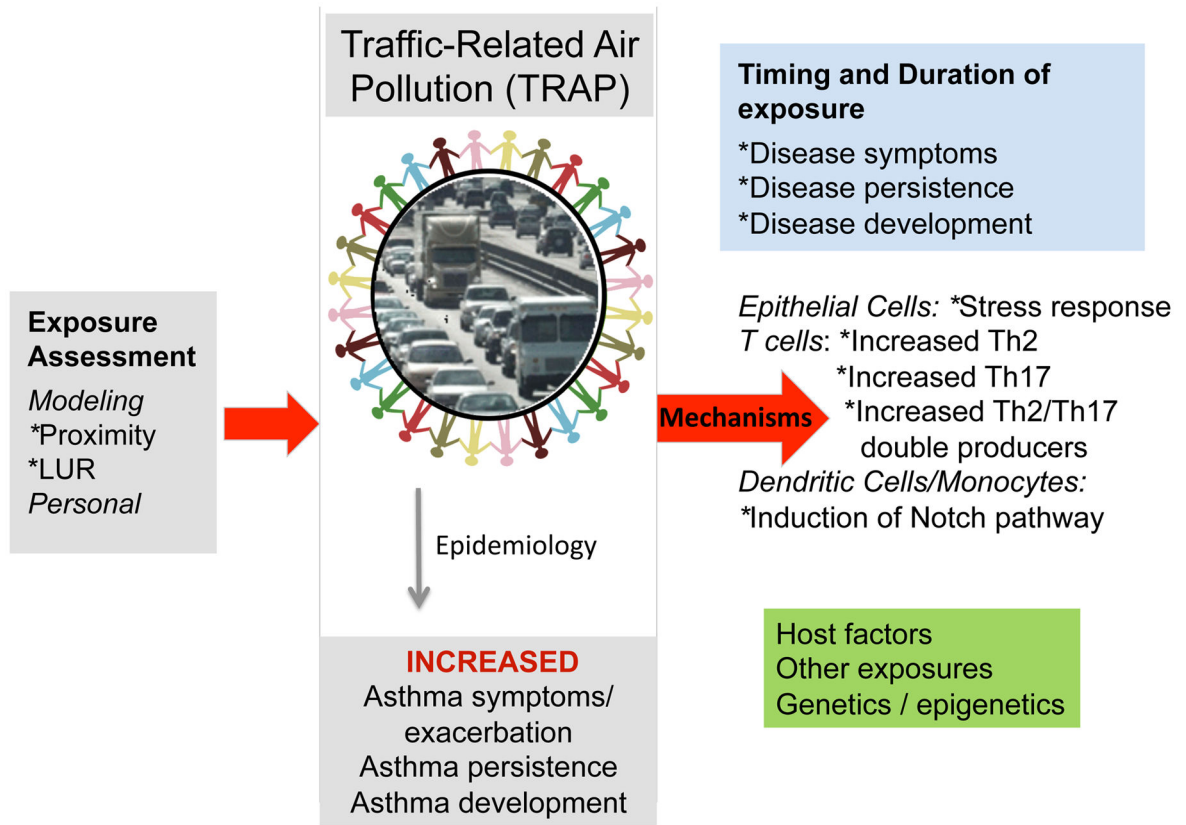 Traffic-Related Air
Pollution (TRAP)
Exposure
Assessment
Modeling
*Proximity
*LUR
Personal
Epidemiology
INCREASED
Asthma symptoms/
exacerbation
Asthma persistence
Asthma development
Mechanisms
Timing and Duration of
exposure
*Disease symptoms
*Disease persistence
*Disease development
Epithelial Cells: *Stress response
T cells: *Increased Th2
*Increased Th17
*Increased Th2/Th17
double producers
Dendritic Cells/Monocytes:
*Induction of Notch pathway
Host factors
Other exposures
Genetics / epigenetics